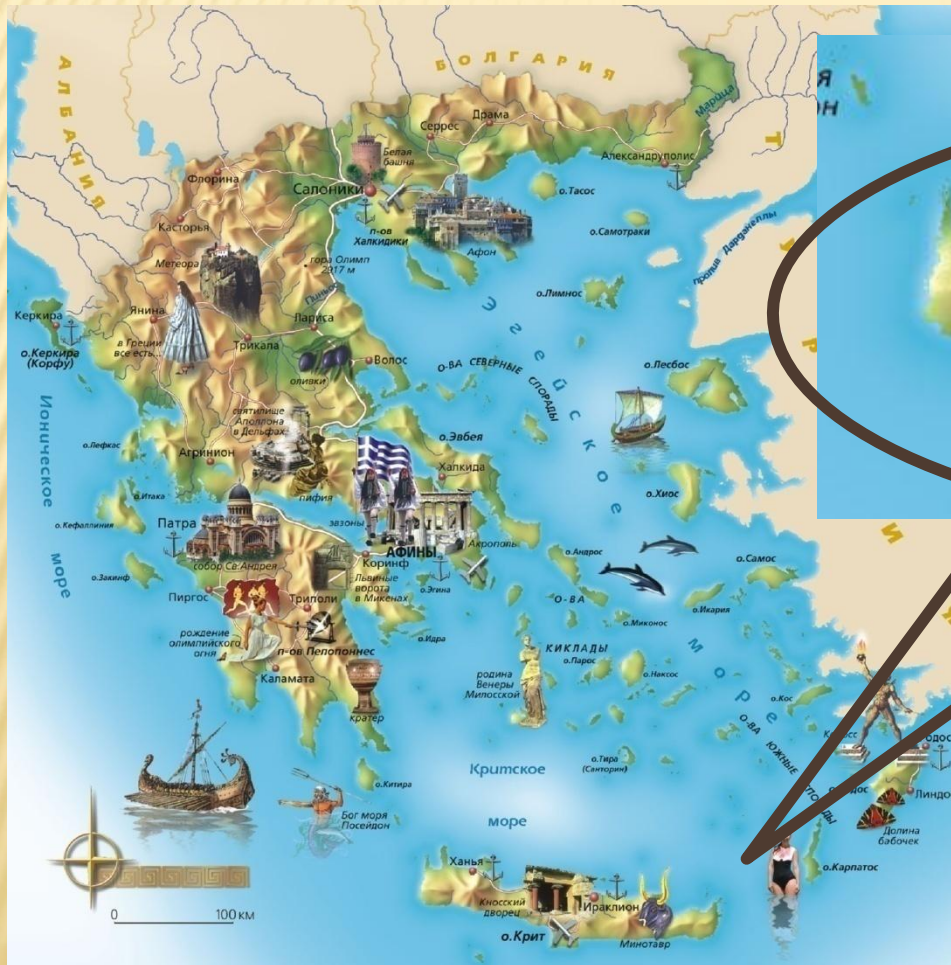 АЛБАНИЯ
БОЛГАРИЯ
Марица
Драма
Серрес
Белая
башня
Александруполис
Флорина
Салоники
о.Тасос
п-ов
Халкидики
Афон
о.Самотраки
Касторья
Метеора
гора Олимп
2917 м
пролив Дарданеллы
о.Лимнос
Эгейское
море
Керкира
о.Керкира
(Корфу)
Янина
в Греции
все есть...
Трикала
Лариса
оливки
Волос
О-ВА СЕВЕРНЫЕ СПОРАДЫ
о.Лесбос
Ионическое
море
святилище
Аполлона
в Дельфах
о.Лефкас
Агринион
пифия
о.Эвбея
Халкида
о.Хиос
о.Итака
о.Кефаллиния
Патра
эвзоны
АФИНЫ
Акрополь
собор Св.Андрея
Коринф
Львиные
ворота
в Микенах
о.Эгина
о.Андрос
о.Самос
о.Закинф
Пиргос
Триполи
О-ВА
КИКЛАДЫ
о.Миконос
о.Икария
рождение
олимпийского
огня
п-ов Пелопоннес
о.Идра
родина
Венеры
Милосской
о.Парос
о.Наксос
Каламата
кратер
о.Кос
О-ВА ЮЖНЫЕ
о.Тира
(Санторин)
Критское
море
о.Китира
Бог моря
Посейдон
Линдос
Долина
бабочек
о.Карпатос
Ханья
Кносский
дворец
Ираклион
о.Крит
Минотавр
0 100 км